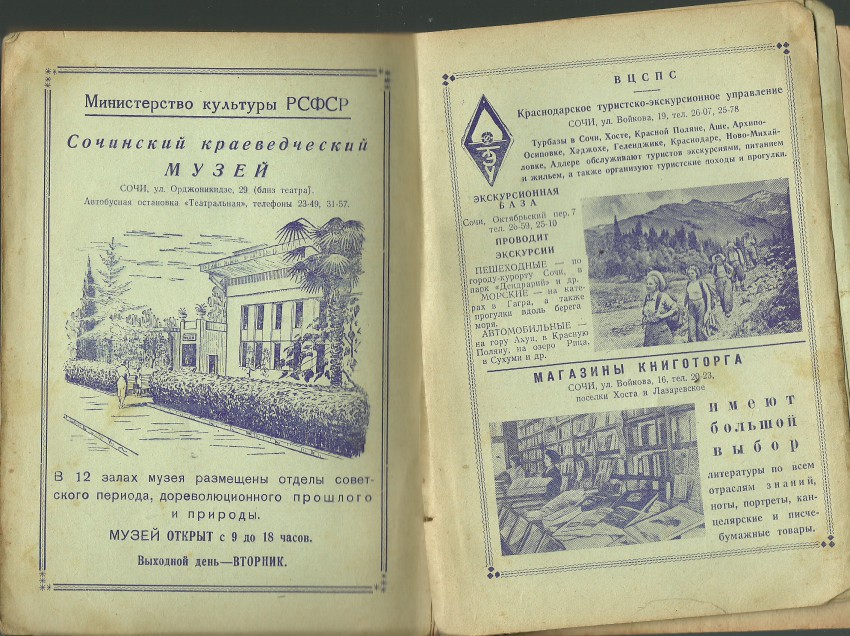 Министерство культуры РСФСР
Сочинский краеведческий
МУЗЕЙ
СОЧИ, ул. Орджоникидзе, 29 (близ театра).
Автобусная остановка «Театральная», телефоны 23-49, 31-57.
В 12 залах музея размещены отделы совет-
ского периода, дореволюционного прошлого
и природы.
МУЗЕЙ ОТКРЫТ с 9 до 18 часов.
Выходной день—ВТОРНИК.
ВЦСПС
Краснодарское туристско-экскурсионное управление
СОЧИ, ул. Войкова, 19, тел. 26-07, 25-78
Турбазы в Сочи, Хосте, Красной Поляне, Аше, Архипо-
Осиповке, Хаджохе, Геленджике, Краснодаре, Ново-Михай-
ловке, Адлере обслуживают туристов экскурсиями, питанием
и жильем, а также организуют туристские походы и прогулки.
ЭКСКУРСИОННАЯ
БАЗА
Сочи, Октябрьский пер. 7
тел. 26-59, 25-10
ПРОВОДИТ
ЭКСКУРСИИ
ПЕШЕХОДНЫЕ — по
городу-курорту Сочи, в
парк «Дендрарий» и др.
МОРСКИЕ — на кате-
рах в Гагра, а также
прогулки вдоль берега
моря.
АВТОМОБИЛЬНЫЕ —
на гору Ахун, в Красную
Поляну, на озеро Рица,
в Сухуми и др.
МАГАЗИНЫ КНИГОТОРГА
СОЧИ, ул. Войкова, 16, тел. 20-23,
поселки Хоста и Лазаревское
имеют
большой
выбор
литературы по всем
отраслям знаний,
ноты, портреты, кан-
целярские и писче-
бумажные товары.